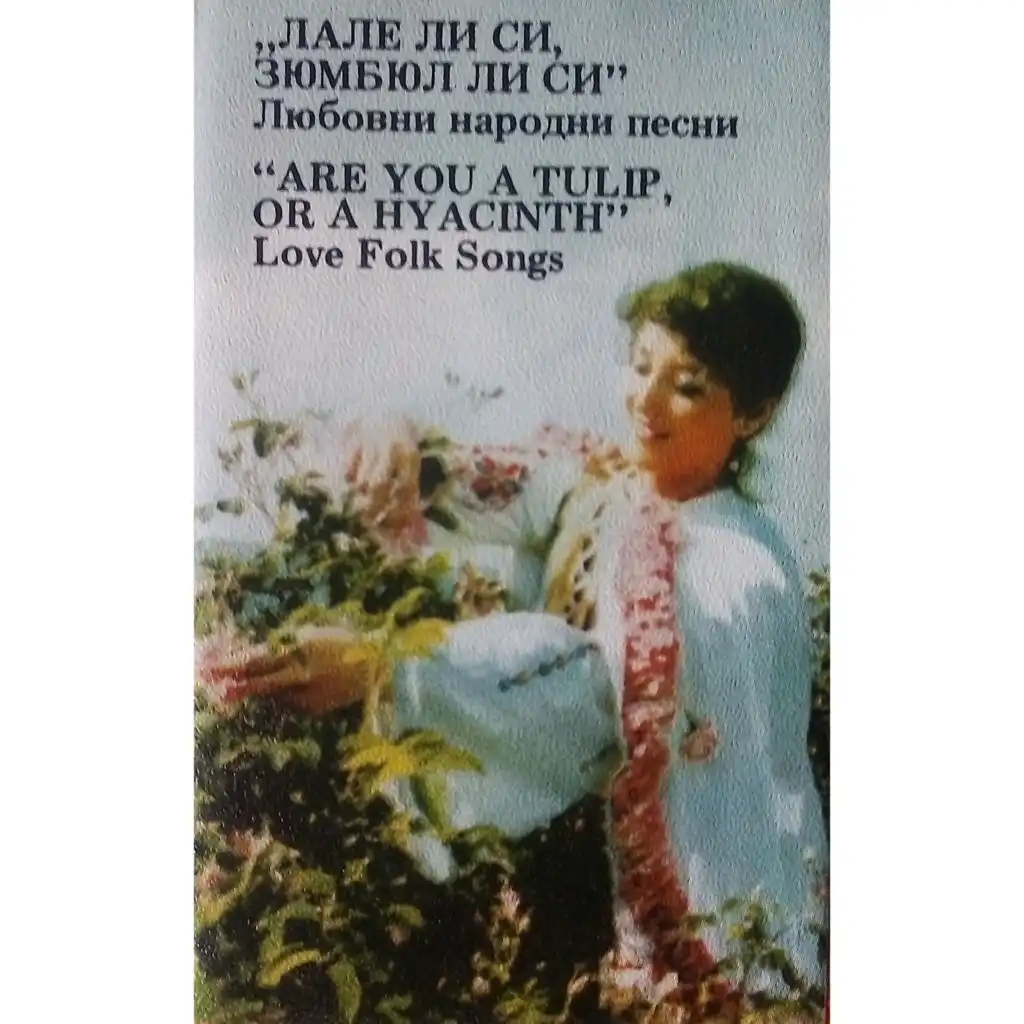 „ЛАЛЕ ЛИ СИ,
ЗЮМБЮЛ ЛИ СИ”
Любовни народни песни
“ARE YOU A TULIP,
OR A HYACINTH”
Love Folk Songs